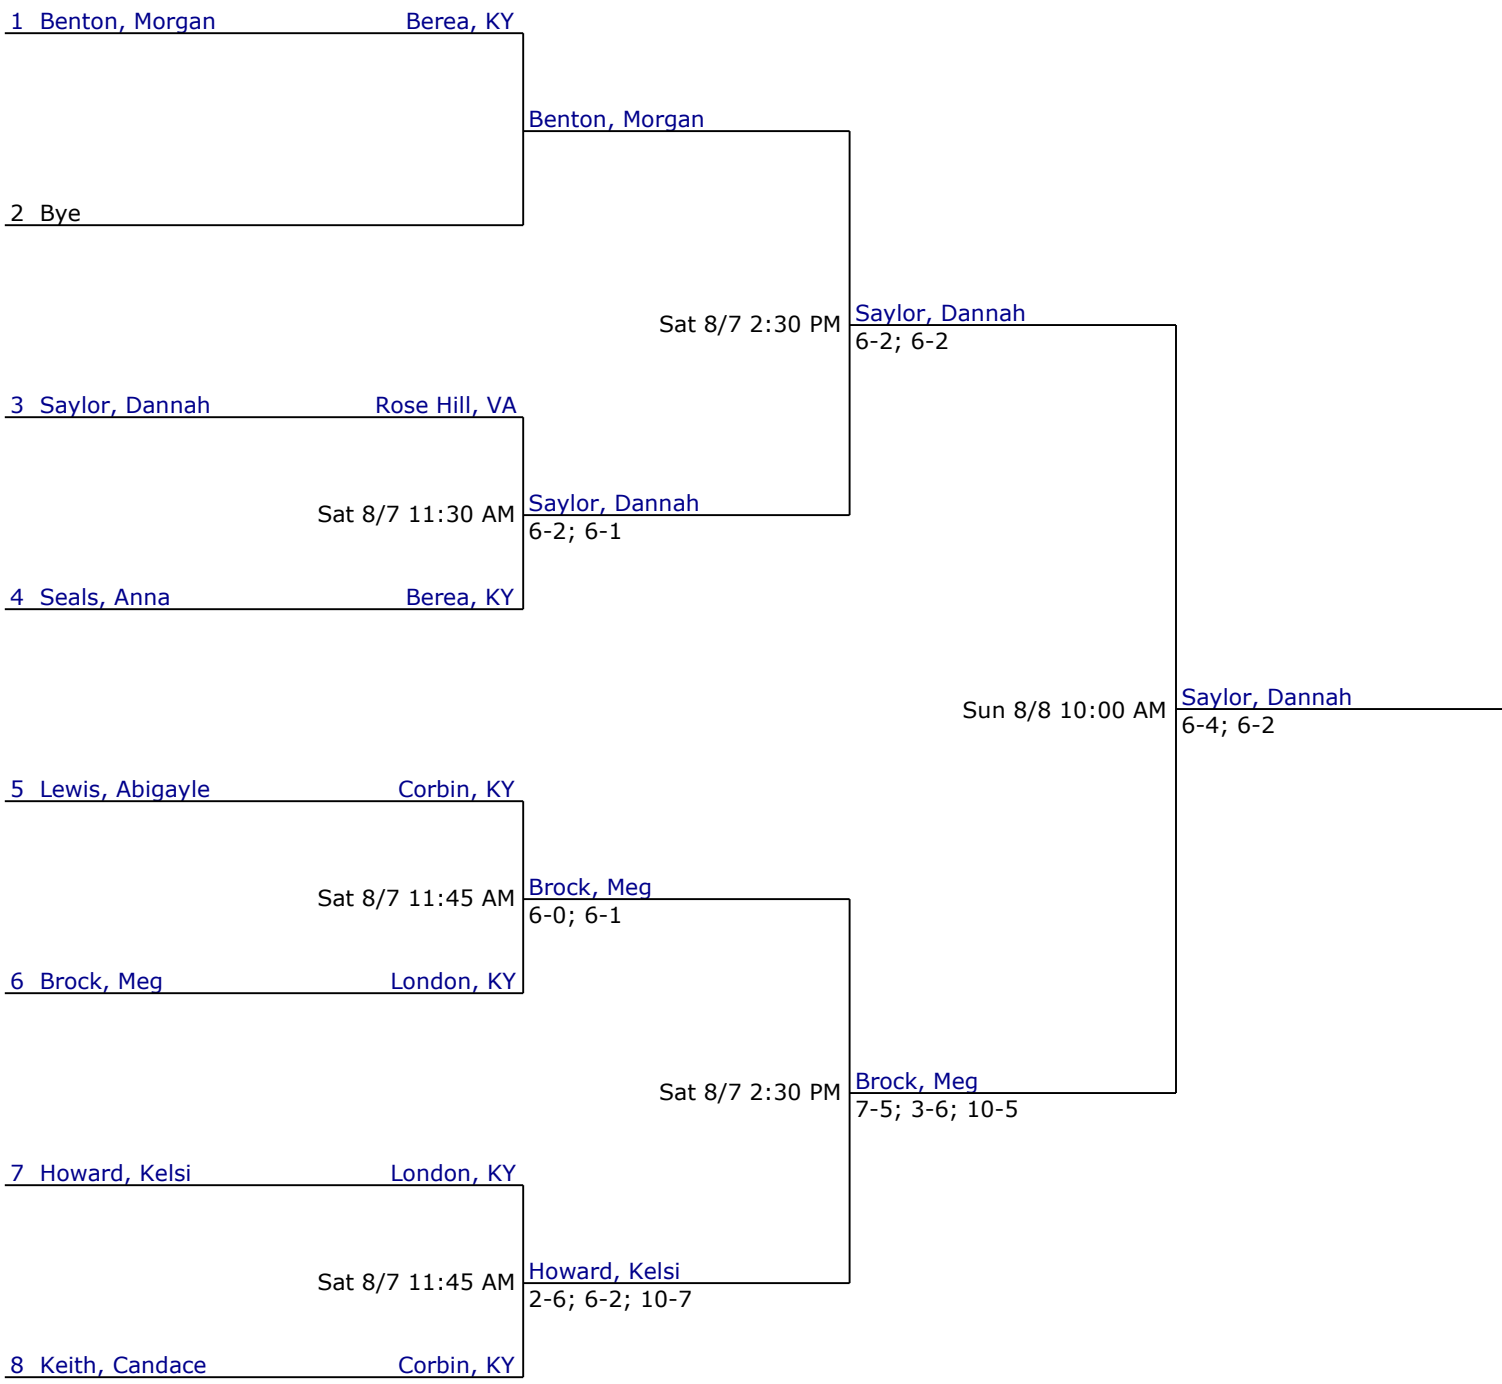 1 Benton, Morgan Berea, KY
Benton, Morgan
2 Bye
Saylor, Dannah
Sat 8/7 2:30 PM
6-2; 6-2
3 Saylor, Dannah Rose Hill, VA
Saylor, Dannah
Sat 8/7 11:30 AM
6-2; 6-1
4 Seals, Anna Berea, KY
Saylor, Dannah
Sun 8/8 10:00 AM
6-4; 6-2
5 Lewis, Abigayle Corbin, KY
Brock, Meg
Sat 8/7 11:45 AM
6-0; 6-1
6 Brock, Meg London, KY
Brock, Meg
Sat 8/7 2:30 PM
7-5; 3-6; 10-5
7 Howard, Kelsi London, KY
Howard, Kelsi
Sat 8/7 11:45 AM
2-6; 6-2; 10-7
8 Keith, Candace Corbin, KY